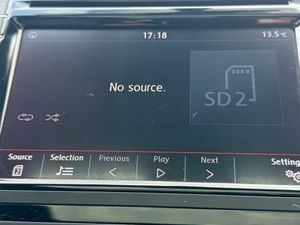 17:18 13.5°C
No source.
SD 2
Source Selection Previous Play Next Setting